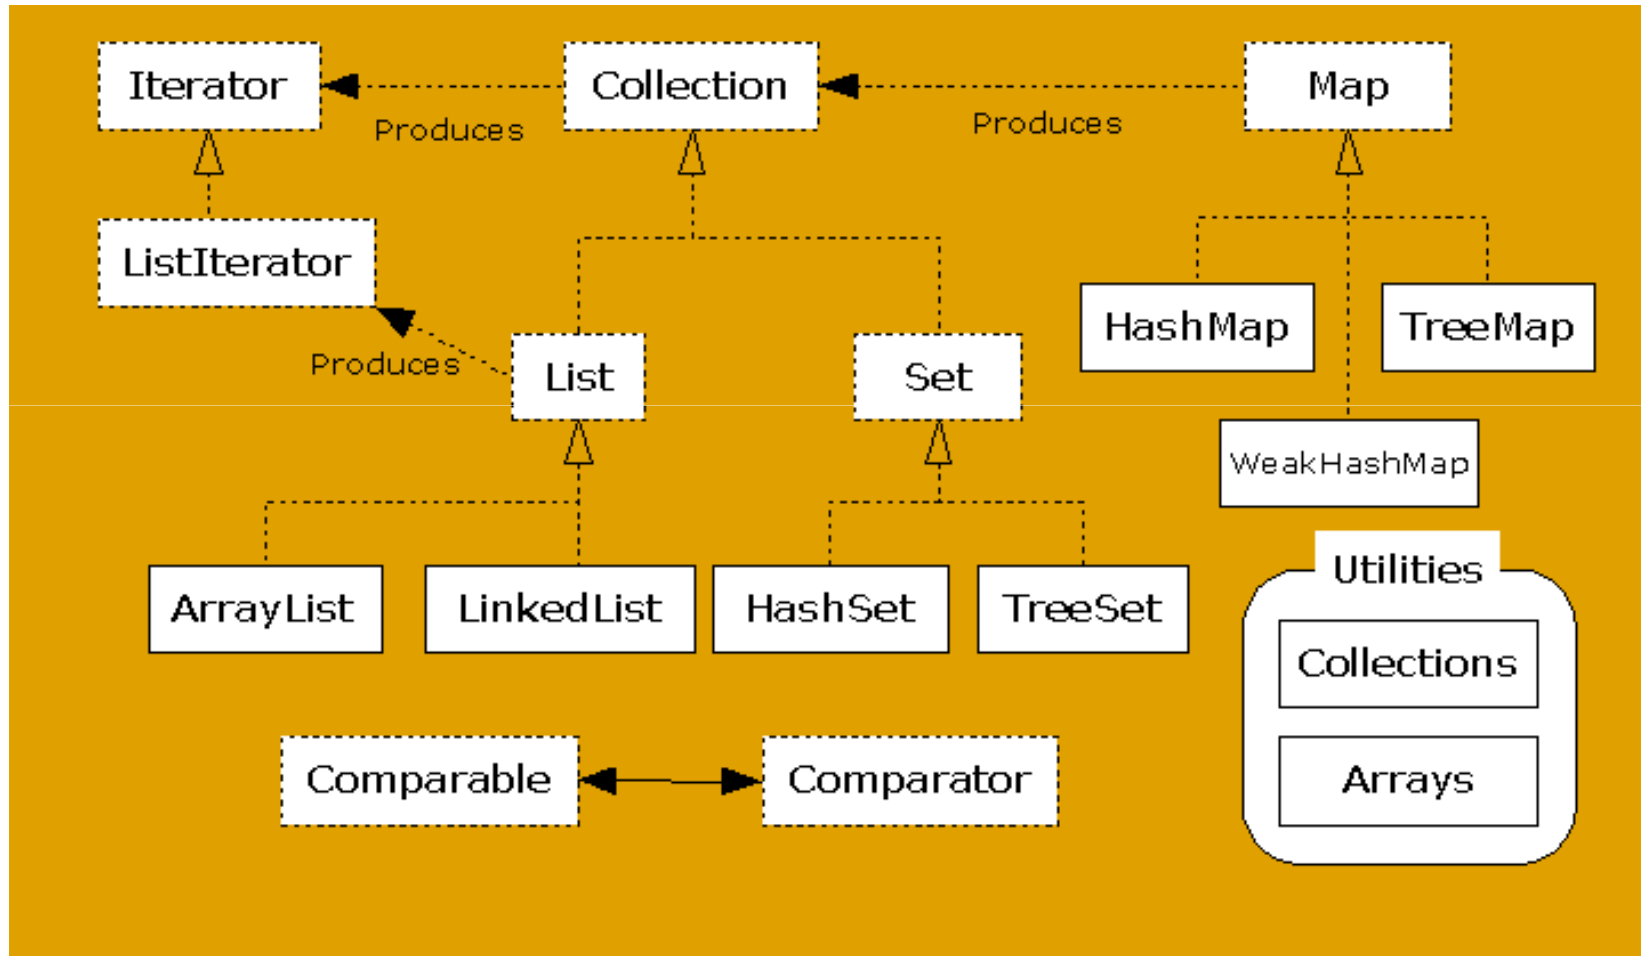 Iterator
Collection
Map
Produces
Produces
ListIterator
HashMap
TreeMap
Produces
List
Set
WeakHashMap
Utilities
ArrayList
LinkedList
HashSet
TreeSet
Collections
Comparable
Comparator
Arrays